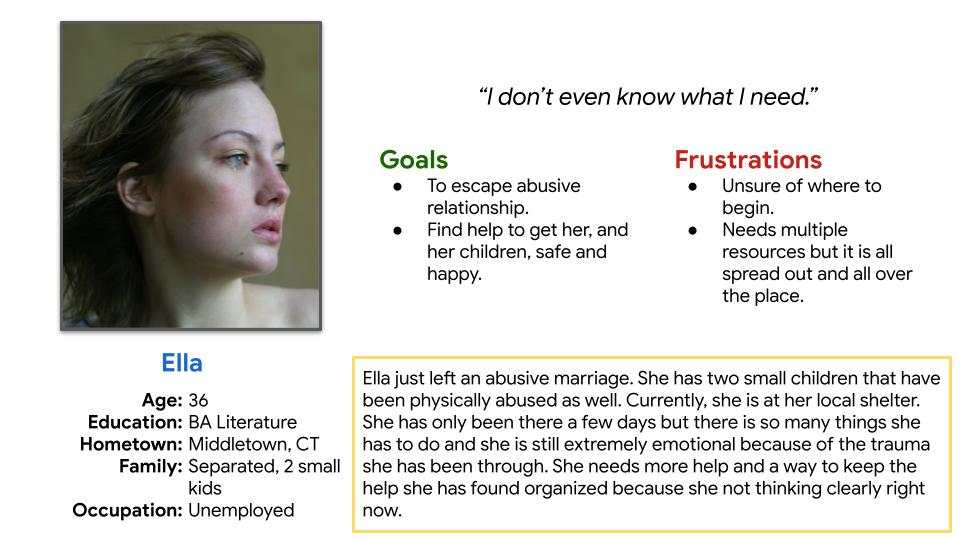 “I don’t even know what I need.”
Goals
● To escape abusive
relationship.
● Find help to get her, and
her children, safe and
happy.
Frustrations
● Unsure of where to
begin.
● Needs multiple
resources but it is all
spread out and all over
the place.
Ella
Age: 36
Education: BA Literature
Hometown: Middletown, CT
Family: Separated, 2 small
kids
Occupation: Unemployed
Ella just left an abusive marriage. She has two small children that have
been physically abused as well. Currently, she is at her local shelter.
She has only been there a few days but there is so many things she
has to do and she is still extremely emotional because of the trauma
she has been through. She needs more help and a way to keep the
help she has found organized because she not thinking clearly right
now.